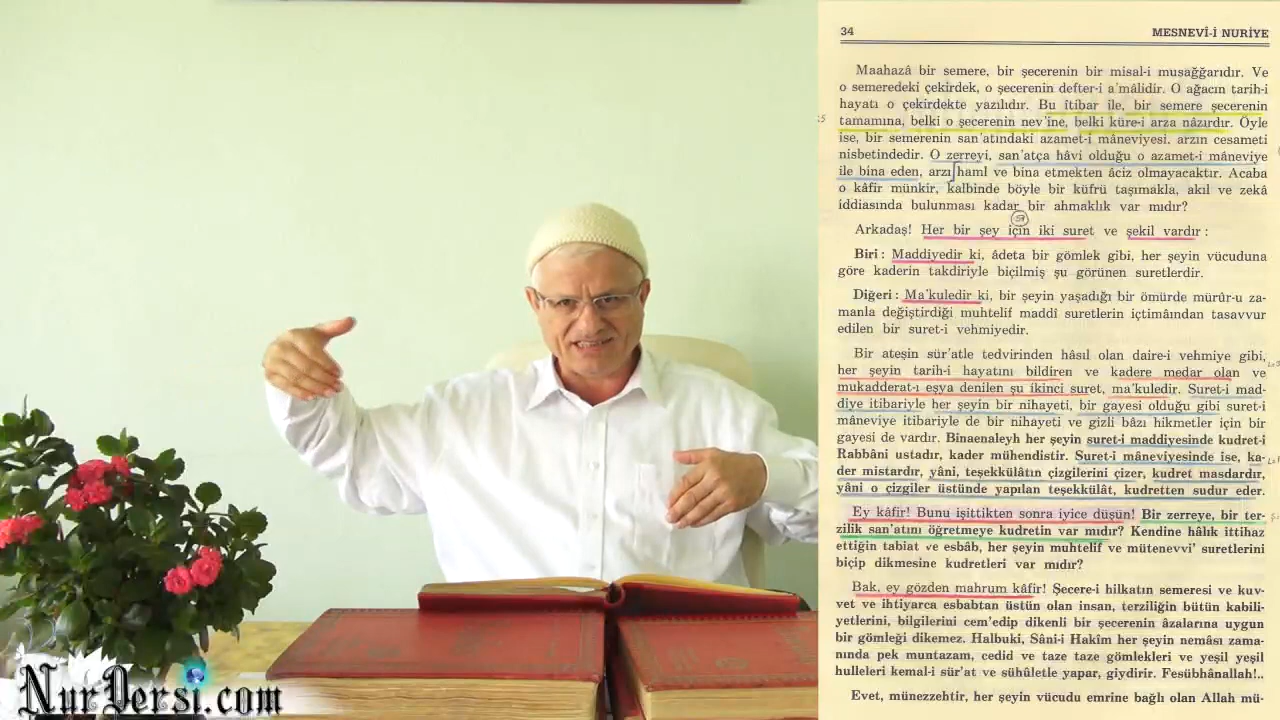 34 MESNEVÎ-İ NURİYE
Maahazâ bir semere, bir şecerenin bir misal-i musağğarıdır. Ve
o semeredeki çekirdek, o şecerenin defter-i a'mâlidir. O ağacın tarih-i
hayatı o çekirdekte yazılıdır. Bu îtibar ile, bir semere şecerenin
tamamına, belki o şecerenin nev'ine, belki küre-i arza nâzırdır. Öyle
ise, bir semerenin san'atındaki azamet-i mâneviyesi. arzın cesameti
nisbetindedir. O zerreyi, san'atça hâvi olduğu o azamet-i mâneviye
ile bina eden, arzı haml ve bina etmekten âciz olmayacaktır. Acaba
o kâfir münkir, kalbinde böyle bir küfrü taşımakla, akıl ve zekâ
iddiasında bulunması kadar bir ahmaklık var mıdır?
Arkadaş! Her bir şey için iki suret ve şekil vardır :
Biri : Maddiyedir ki, âdeta bir gömlek gibi, her şeyin vücuduna
göre kaderin takdiriyle biçilmiş şu görünen suretlerdir.
Diğeri : Ma'kuledir ki, bir şeyin yaşadığı bir ömürde mürûr-u za-
manla değiştirdiği muhtelif maddî suretlerin içtimâından tasavvur
edilen bir suret-i vehmiyedir.
Bir ateşin sür'atle tedvirinden hâsıl olan daire-i vehmiye gibi,
her şeyin tarih-i hayatını bildiren ve kadere medar olan ve
mukadderat-ı eşya denilen şu ikinci suret, ma'kuledir. Suret-i mad-
diye itibariyle her şeyin bir nihayeti, bir gayesi olduğu gibi suret-i
mâneviye itibariyle de bir nihayeti ve gizli bâzı hikmetler için bir
gayesi de vardır. Binaenaleyh her şeyin suret-i maddiyesinde kudret-i
Rabbâni ustadır, kader mühendistir. Suret-i mâneviyesinde ise, ka-
der mistardır, yâni, teşekkülâtın çizgilerini çizer, kudret masdardır,
yâni o çizgiler üstünde yapılan teşekkülât, kudretten sudur eder.
Ey kâfir! Bunu işittikten sonra iyice düşün! Bir zerreye, bir ter-
zilik san'atını öğretmeye kudretin var mıdır? Kendine hâlık ittihaz
ettiğin tabiat ve esbâb, her şeyin muhtelif ve mütenevvi' suretlerini
biçip dikmesine kudretleri var mıdır?
Bak, ey gözden mahrum kâfir! Şecere-i hilkatın semeresi ve kuv-
vet ve ihtiyarca esbabtan üstün olan insan, terziliğin bütün kabili-
yetlerini, bilgilerini cem'edip dikenli bir şecerenin âzalarına uygun
bir gömleği dikemez. Halbuki, Sâni-i Hakîm her şeyin neması zama-
nında pek muntazam, cedid ve taze taze gömlekleri ve yeşil yeşil
hulleleri kemal-i sür'at ve sühûletle yapar, giydirir. Fesübhânallah!..
Evet, münezzehtir, her şeyin vücudu emrine bağlı olan Allah mü-
NurDersi.com